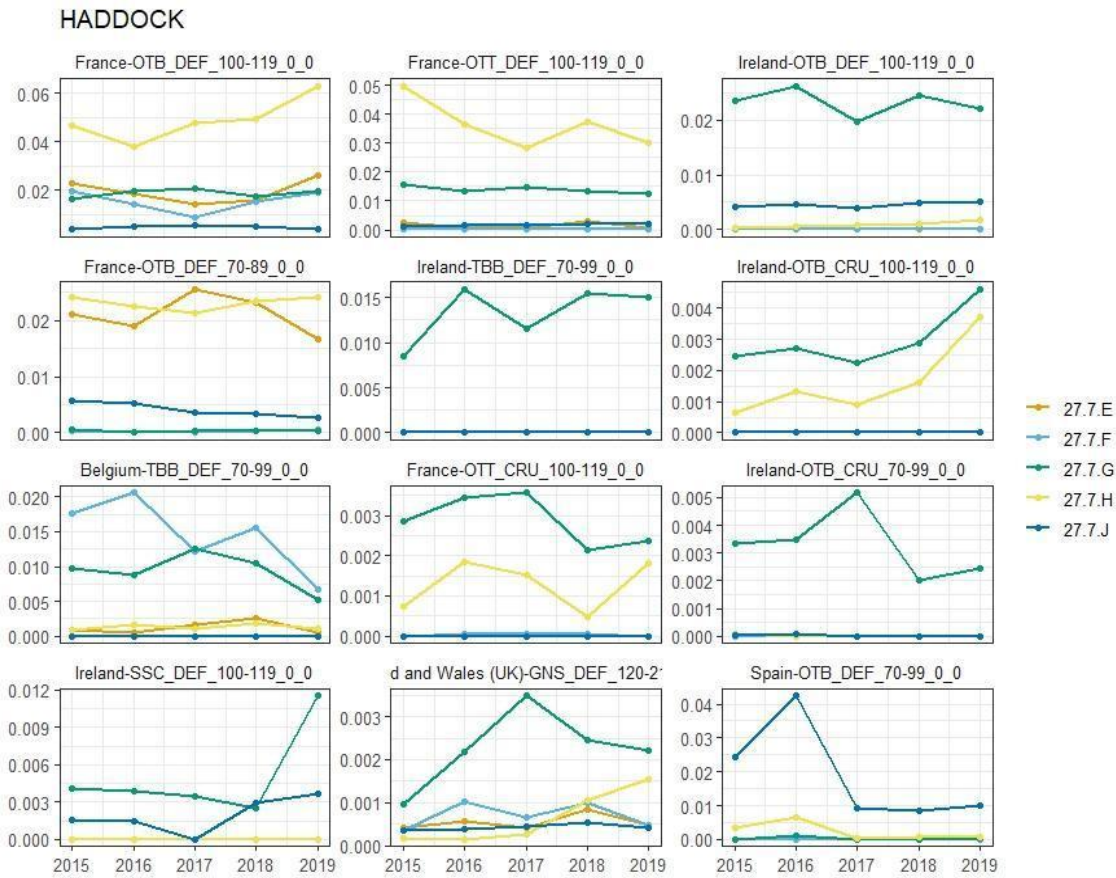 HADDOCK
France-OTB_DEF_100-119_0_0
France-OTT_DEF_100-119_0_0
Ireland-OTB_DEF_100-119_0_0
0.06
0.04
0.02
0.05
0.04
0.03
0.02
0.01
0.00
0.02
0.01
0.00
France-OTB_DEF_70-89_0_0
Ireland-TBB_DEF_70-99_0_0
Ireland-OTB_CRU_100-119_0_0
0.02
0.01
0.00
0.015
0.010
0.005
0.000
0.004
0.003
0.002
0.001
0.000
Belgium-TBB_DEF_70-99_0_0
France-OTT_CRU_100-119_0_0
Ireland-OTB_CRU_70-99_0_0
0.020
0.015
0.010
0.005
0.000
0.003
0.002
0.001
0.000
0.005
0.004
0.003
0.002
0.001
0.000
Ireland-SSC_DEF_100-119_0_0
d and Wales (UK)-GNS_DEF_120-21
Spain-OTB_DEF_70-99_0_0
0.012
0.009
0.006
0.003
0.000
0.003
0.002
0.001
0.000
0.04
0.03
0.02
0.01
0.00
2015 2016 2017 2018 2019
2015 2016 2017 2018 2019
2015 2016 2017 2018 2019
27.7.E
27.7.F
27.7.G
27.7.H
27.7.J